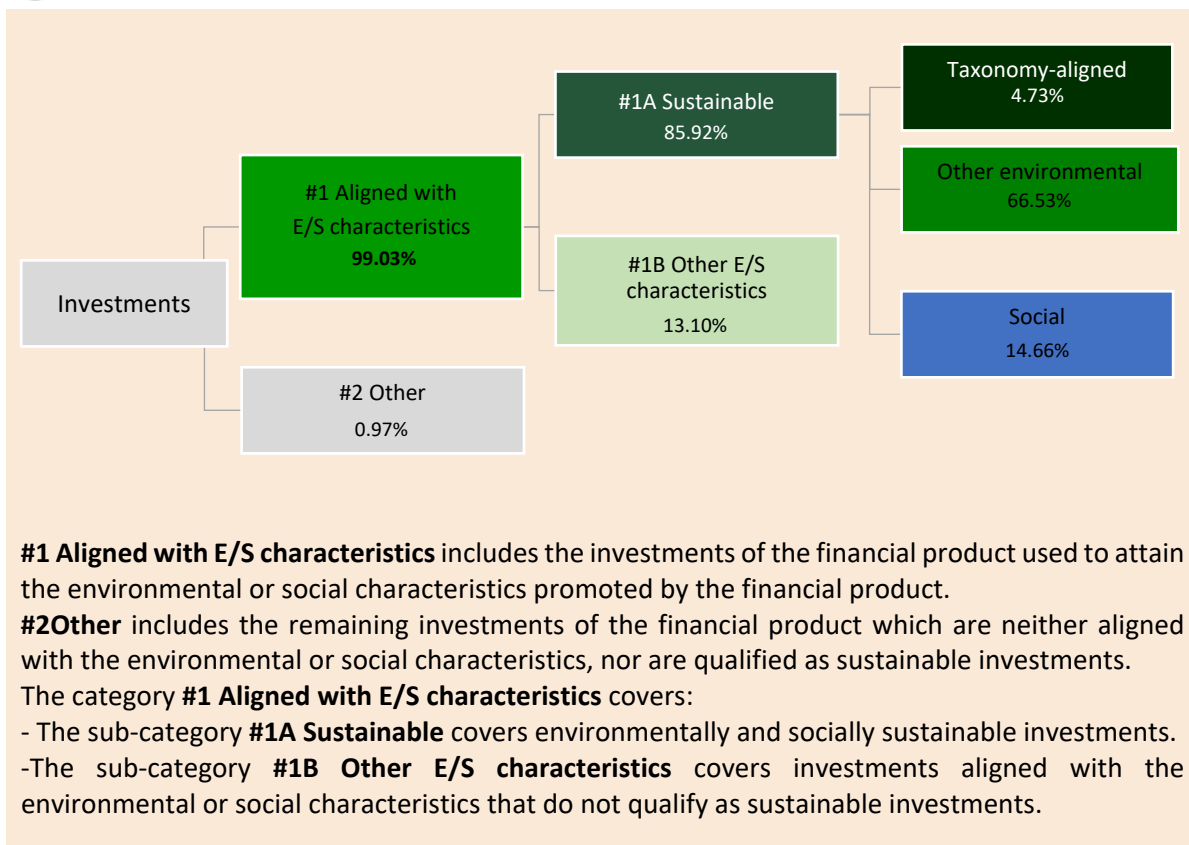 Investments
#1 Aligned with
E/S characteristics
99.03%
#2 Other
0.97%
#1A Sustainable
85.92%
#1B Other E/S
characteristics
13.10%
Taxonomy-aligned
4.73%
Other environmental
66.53%
Social
14.66%
#1 Aligned with E/S characteristics includes the investments of the financial product used to attain
the environmental or social characteristics promoted by the financial product.
#2Other includes the remaining investments of the financial product which are neither aligned
with the environmental or social characteristics, nor are qualified as sustainable investments.
The category #1 Aligned with E/S characteristics covers:
- The sub-category #1A Sustainable covers environmentally and socially sustainable investments.
-The sub-category #1B Other E/S characteristics covers investments aligned with the
environmental or social characteristics that do not qualify as sustainable investments.